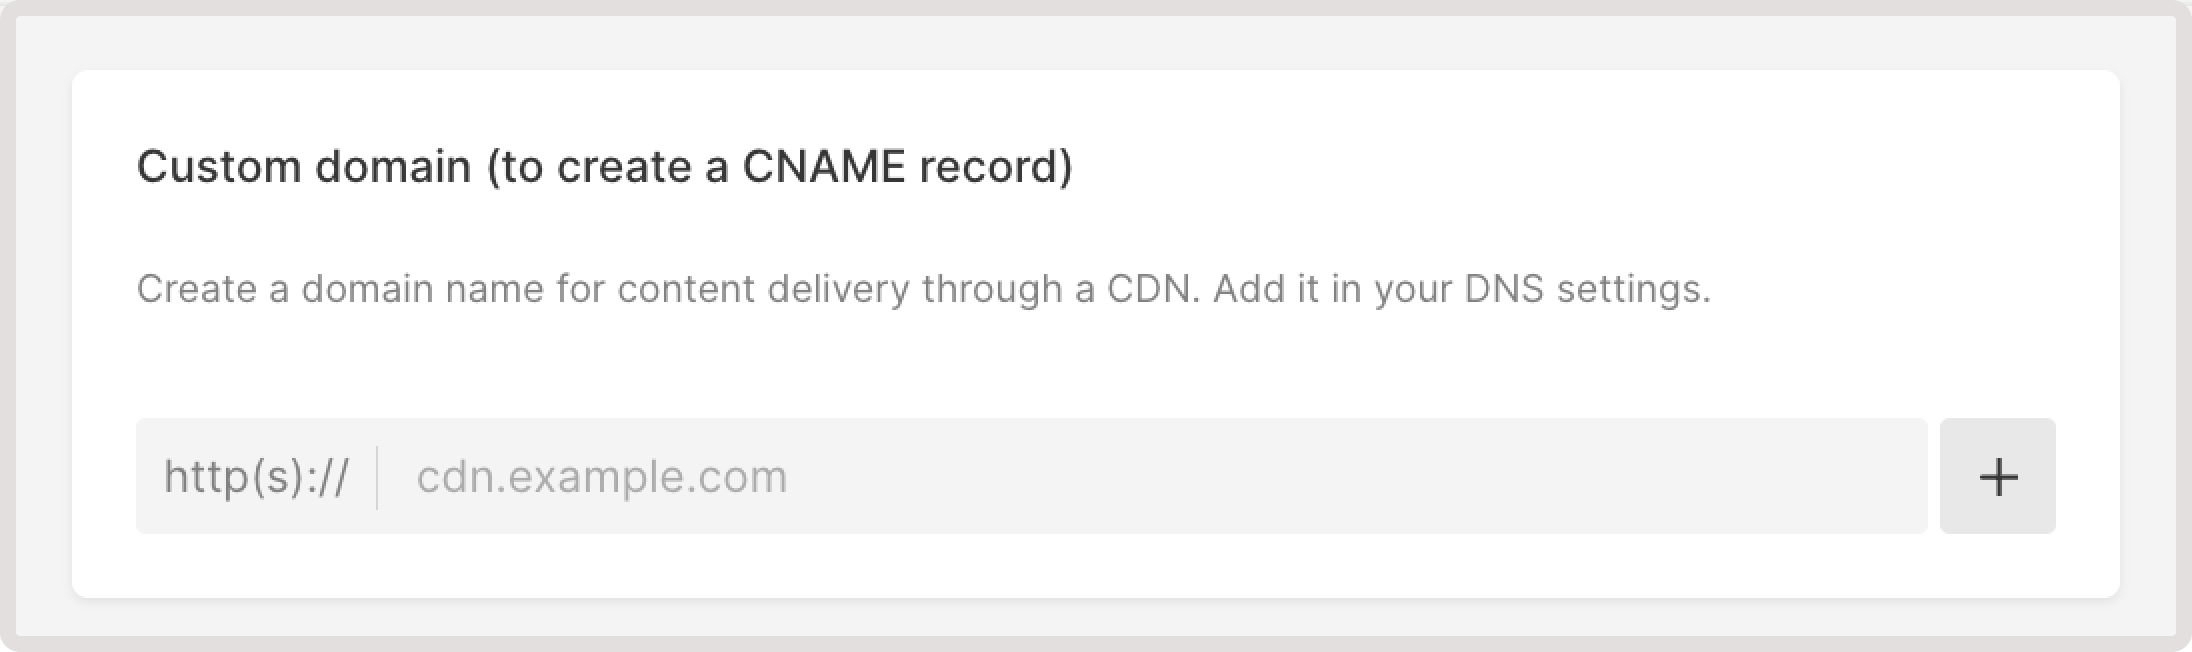 Custom domain (to create a CNAME record)
Create a domain name for content delivery through a CDN. Add it in your DNS settings.
http(s):// cdn.example.com +